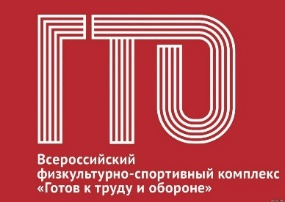 ГТО
Всероссийский
физкультурно-спортивный комплекс
«Готов к труду и обороне»